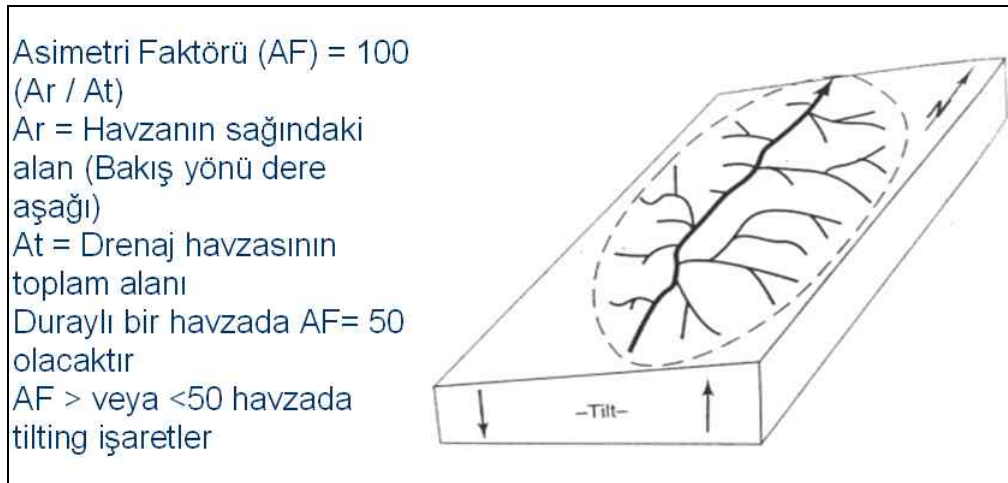 Asimetri Faktörü (AF) = 100
(Ar / At)
Ar = Havzanın sağındaki
alan (Bakış yönü dere
aşağı)
At = Drenaj havzasının
toplam alanı
Duraylı bir havzada AF= 50
olacaktır
AF > veya <50 havzada
tilting işaretler
N
–Tilt–